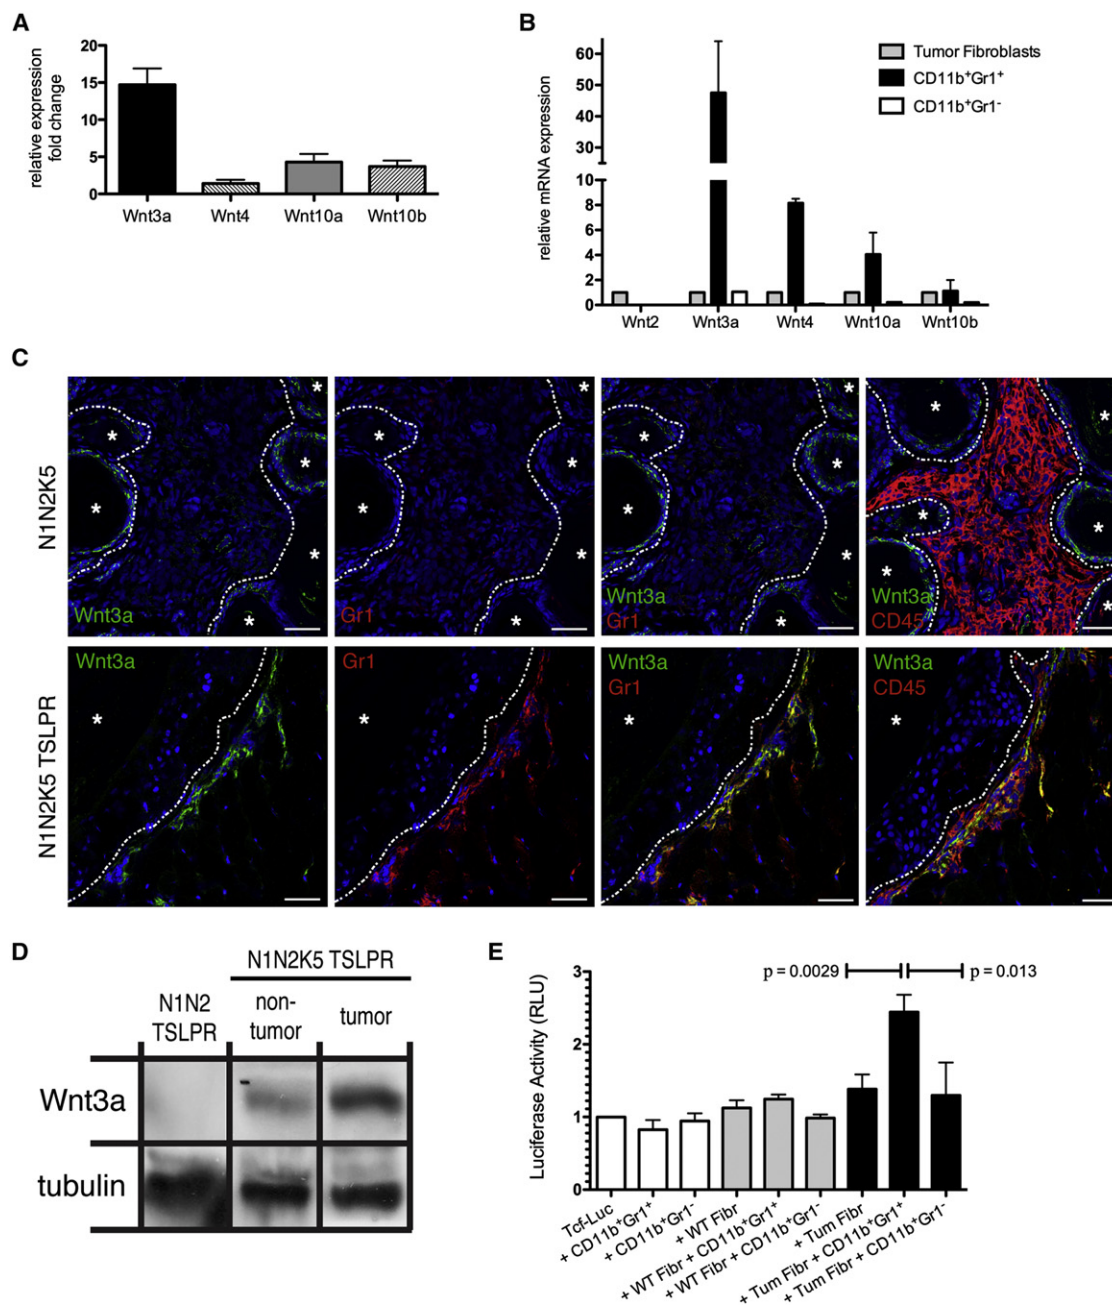 A
relative expression
fold change
20
15
10
5
0
Wnt3a
Wnt4
Wnt10a
Wnt10b
B
relative mRNA expression
60
50
40
30
10
8
6
4
2
0
Wnt2
Wnt3a
Wnt4
Wnt10a
Wnt10b
Tumor Fibroblasts
CD11b⁺Gr1⁺
CD11b⁺Gr1⁻
C
N1N2K5
Wnt3a
Gr1
Wnt3a
Gr1
Wnt3a
CD45
N1N2K5 TSLPR
Wnt3a
Gr1
Wnt3a
Gr1
Wnt3a
CD45
D
N1N2K5 TSLPR
N1N2
TSLPR
non-
tumor
tumor
Wnt3a
tubulin
E
Luciferase Activity (RLU)
3
2
1
0
p = 0.0029
p = 0.013
Tcf-Luc
+ CD11b⁺Gr1⁺
+ CD11b⁺Gr1⁻
+ WT Fibr
+ WT Fibr + CD11b⁺Gr1⁺
+ WT Fibr + CD11b⁺Gr1⁻
+ Tum Fibr
+ Tum Fibr + CD11b⁺Gr1⁺
+ Tum Fibr + CD11b⁺Gr1⁻